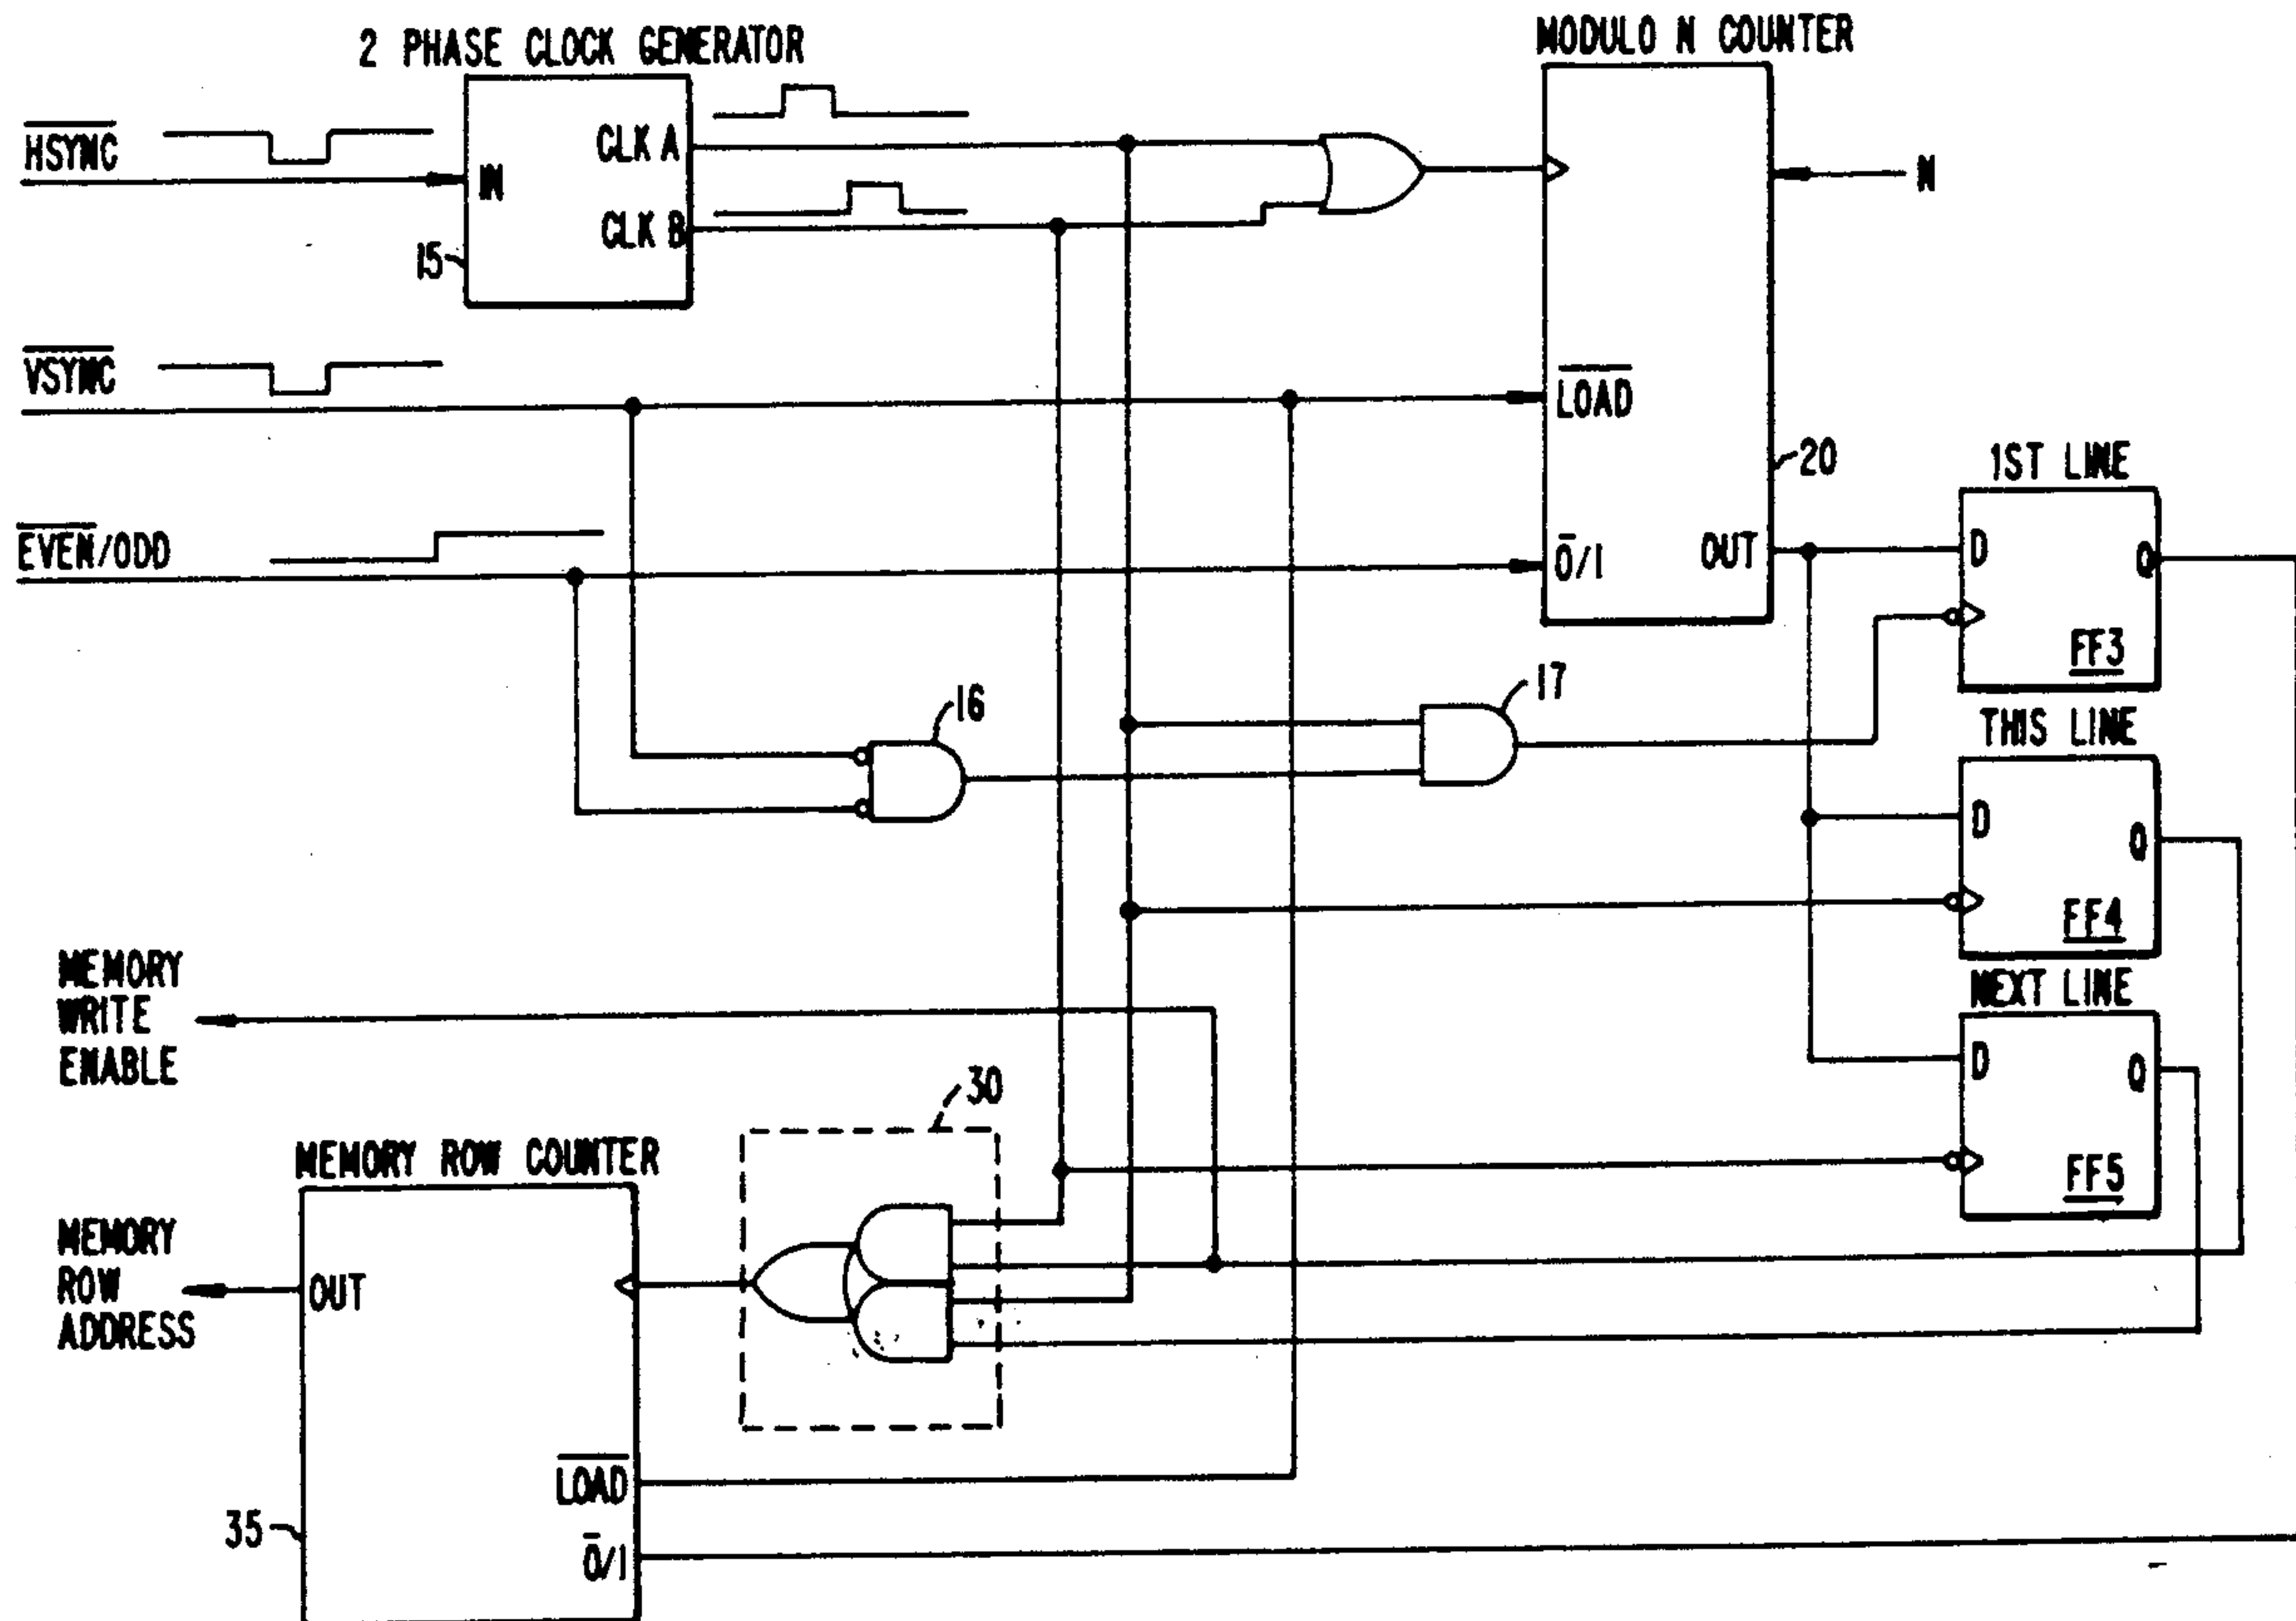 2 PHASE CLOCK GENERATOR
MODULO N COUNTER
HSYNC
IN
CLK A
CLK B
15
N
VSYNC
LOAD
20
EVEN/ODD
0/1
OUT
1ST LINE
D
Q
FF3
16
17
THIS LINE
D
Q
FF4
MEMORY
WRITE
ENABLE
NEXT LINE
D
Q
FF5
30
MEMORY ROW COUNTER
MEMORY
ROW
ADDRESS
OUT
LOAD
35
0/1